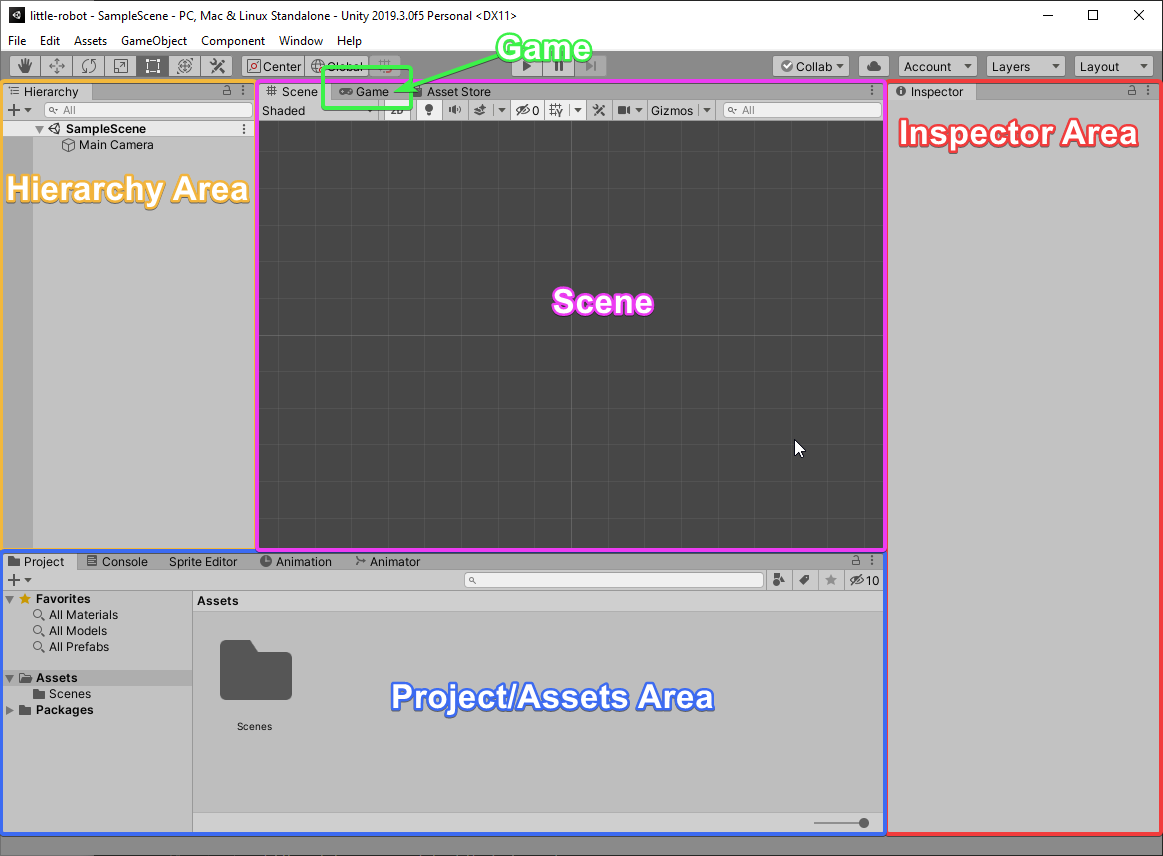 little-robot - SampleScene - PC, Mac & Linux Standalone - Unity 2019.3.0f5 Personal <DX11>
File Edit Assets GameObject Component Window Help
Game
Center Global Collab Account Layers Layout
Hierarchy
All
SampleScene
Main Camera
Hierarchy Area
Scene Game Asset Store
Shaded 2D 0 Gizmos All
Scene
Inspector
Inspector Area
Project Console Sprite Editor Animation Animator
10
Favorites
All Materials
All Models
All Prefabs
Assets
Scenes
Packages
Assets
Scenes
Project/Assets Area